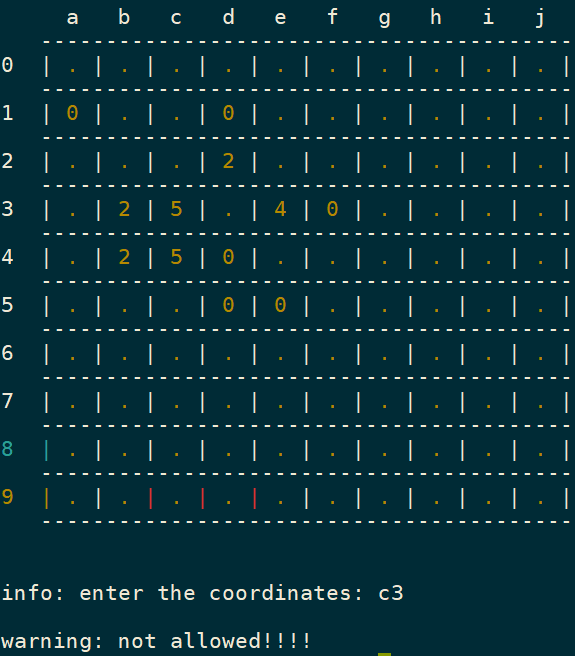 a b c d e f g h i j
-----------------------------------------
0 | . | . | . | . | . | . | . | . | . | . |
-----------------------------------------
1 | 0 | . | . | 0 | . | . | . | . | . | . |
-----------------------------------------
2 | . | . | . | 2 | . | . | . | . | . | . |
-----------------------------------------
3 | . | 2 | 5 | . | 4 | 0 | . | . | . | . |
-----------------------------------------
4 | . | 2 | 5 | 0 | . | . | . | . | . | . |
-----------------------------------------
5 | . | . | . | 0 | 0 | . | . | . | . | . |
-----------------------------------------
6 | . | . | . | . | . | . | . | . | . | . |
-----------------------------------------
7 | . | . | . | . | . | . | . | . | . | . |
-----------------------------------------
8 | . | . | . | . | . | . | . | . | . | . |
-----------------------------------------
9 | . | . | . | . | . | . | . | . | . | . |
-----------------------------------------
info: enter the coordinates: c3
warning: not allowed!!!!